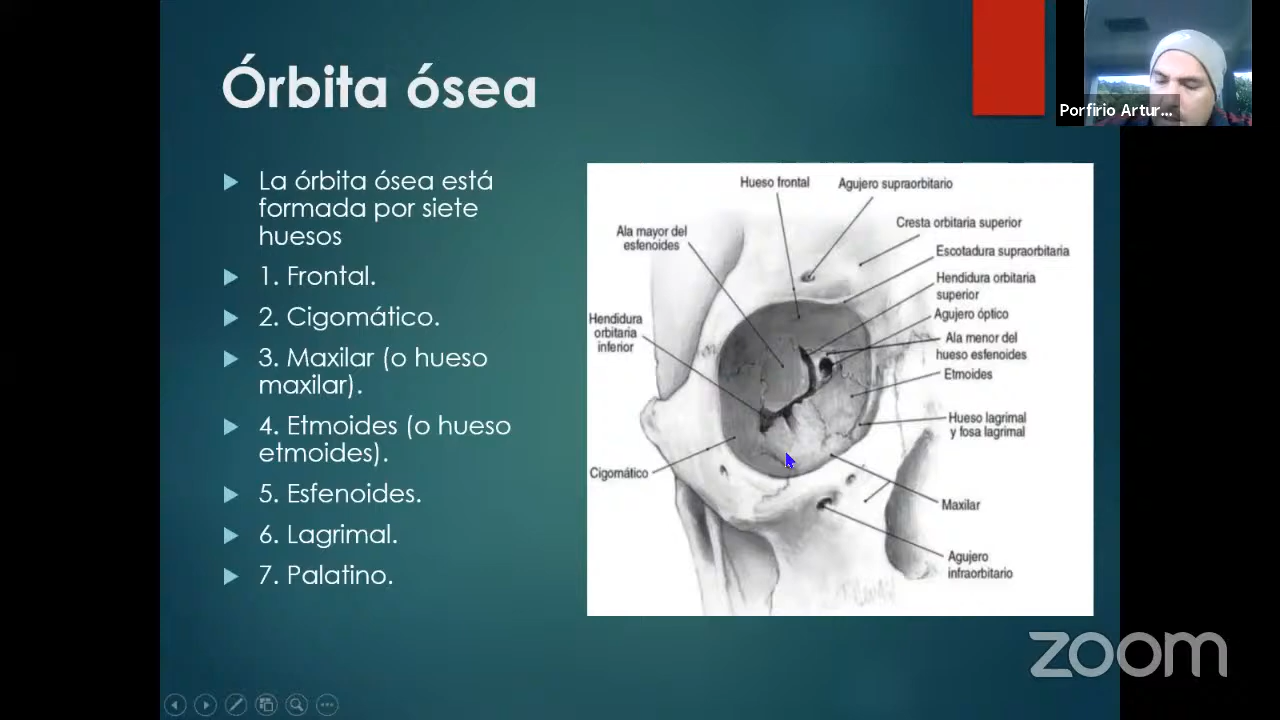 Órbita ósea
La órbita ósea está
formada por siete
huesos
1. Frontal.
2. Cigomático.
3. Maxilar (o hueso
maxilar).
4. Etmoides (o hueso
etmoides).
5. Esfenoides.
6. Lagrimal.
7. Palatino.
Hueso frontal
Agujero supraorbitario
Cresta orbitaria superior
Ala mayor del
esfenoides
Escotadura supraorbitaria
Hendidura orbitaria
superior
Agujero óptico
Hendidura
orbitaria
inferior
Ala menor del
hueso esfenoides
Etmoides
Hueso lagrimal
y fosa lagrimal
Cigomático
Maxilar
Agujero
infraorbitario
Porfirio Artur...
zoom